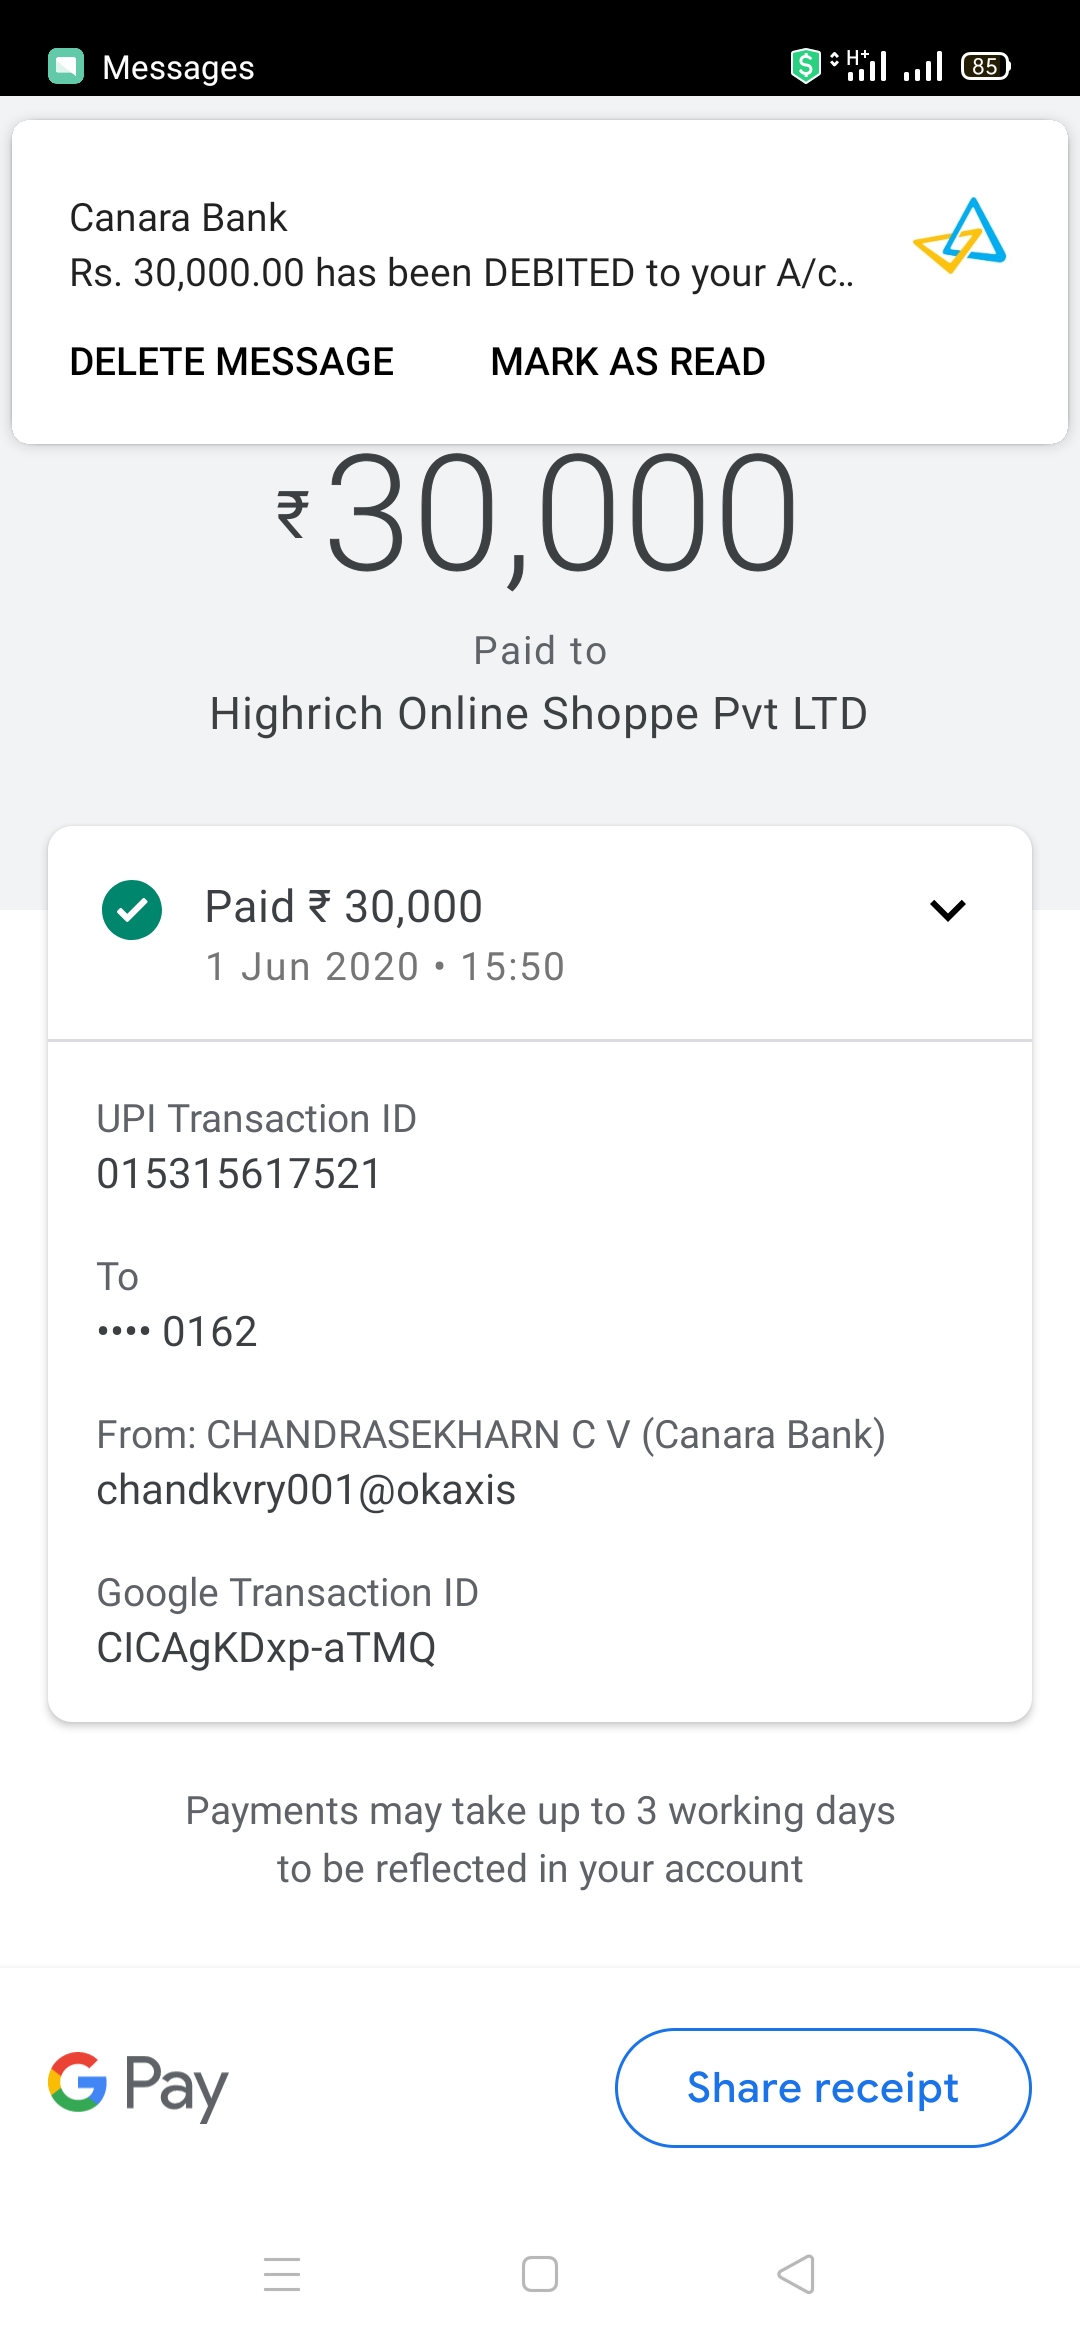 Messages
H+
85
Canara Bank
Rs. 30,000.00 has been DEBITED to your A/c..
DELETE MESSAGE MARK AS READ
₹30,000
Paid to
Highrich Online Shoppe Pvt LTD
Paid ₹ 30,000
1 Jun 2020 • 15:50
UPI Transaction ID
015315617521
To
•••• 0162
From: CHANDRASEKHARN C V (Canara Bank)
chandkvry001@okaxis
Google Transaction ID
CICAgKDxp-aTMQ
Payments may take up to 3 working days
to be reflected in your account
G Pay
Share receipt